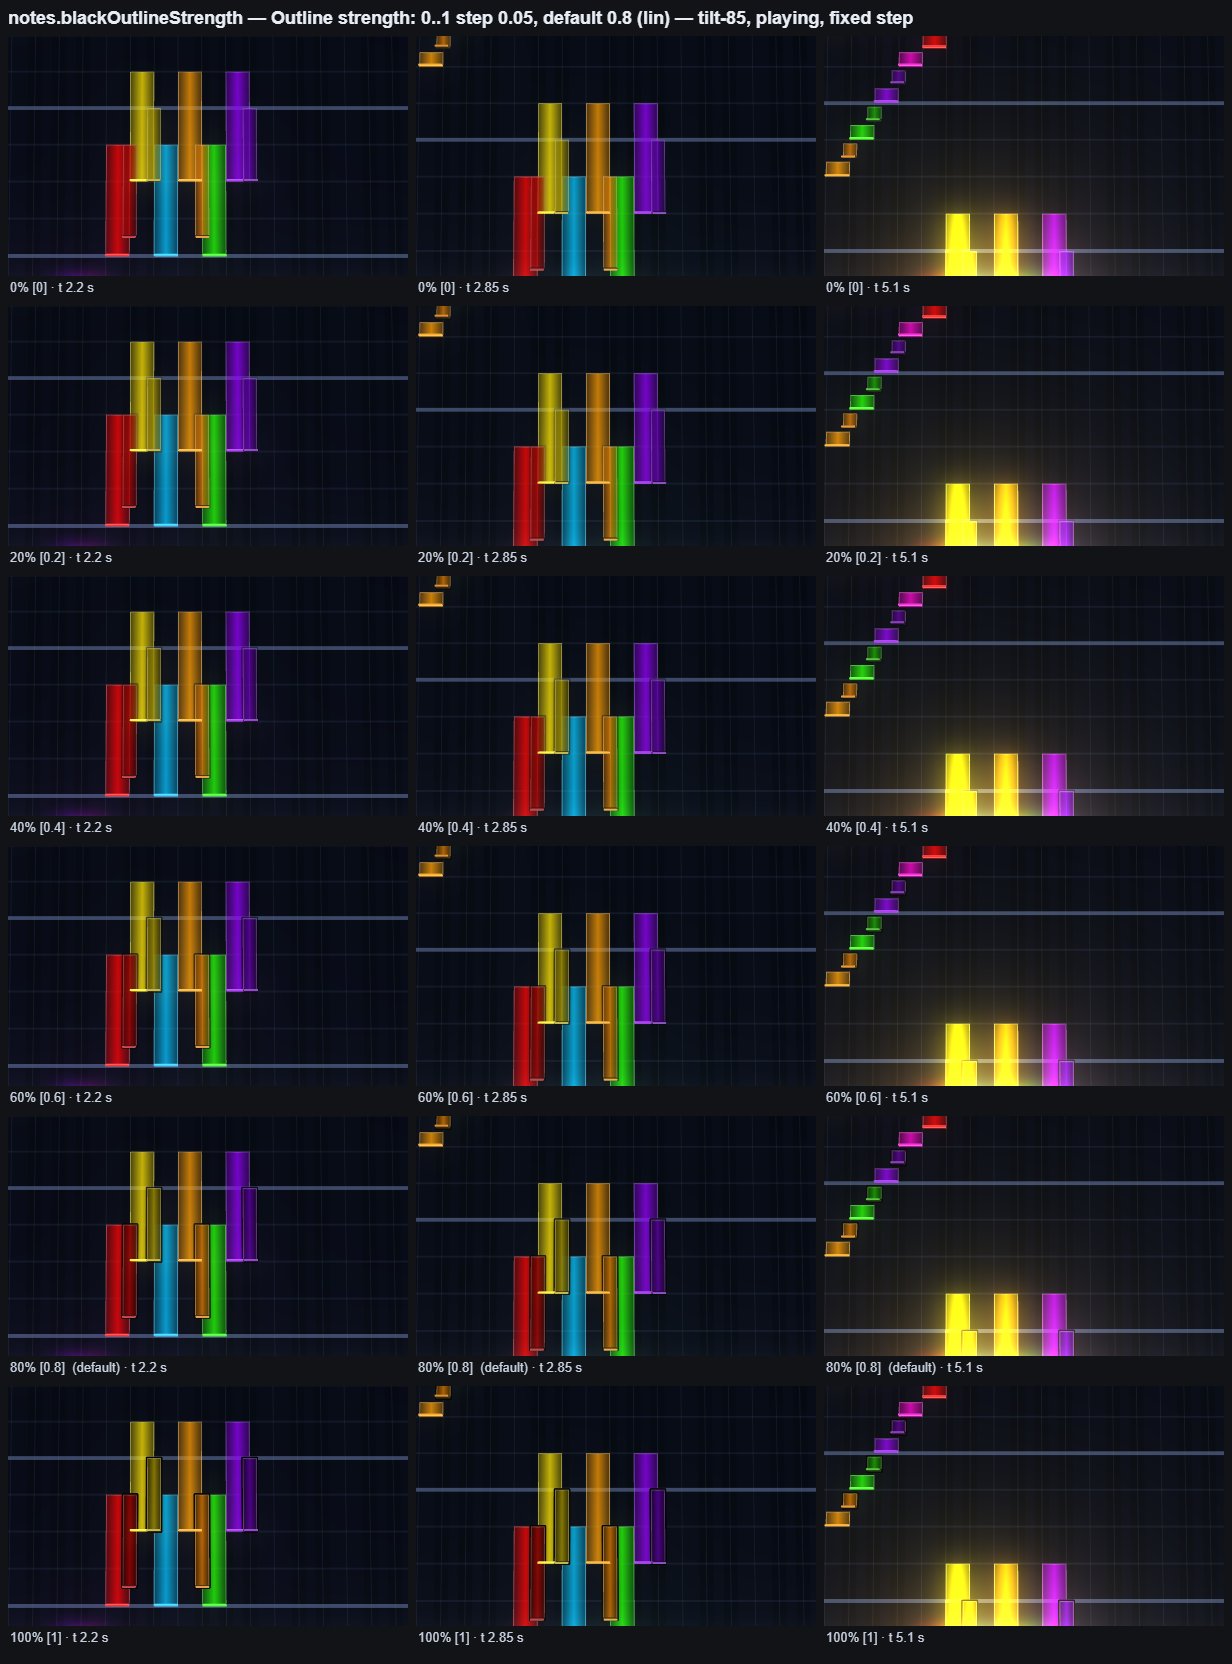 notes.blackOutlineStrength — Outline strength: 0..1 step 0.05, default 0.8 (lin) — tilt-85, playing, fixed step
0% [0] · t 2.2 s
0% [0] · t 2.85 s
0% [0] · t 5.1 s
20% [0.2] · t 2.2 s
20% [0.2] · t 2.85 s
20% [0.2] · t 5.1 s
40% [0.4] · t 2.2 s
40% [0.4] · t 2.85 s
40% [0.4] · t 5.1 s
60% [0.6] · t 2.2 s
60% [0.6] · t 2.85 s
60% [0.6] · t 5.1 s
80% [0.8] (default) · t 2.2 s
80% [0.8] (default) · t 2.85 s
80% [0.8] (default) · t 5.1 s
100% [1] · t 2.2 s
100% [1] · t 2.85 s
100% [1] · t 5.1 s